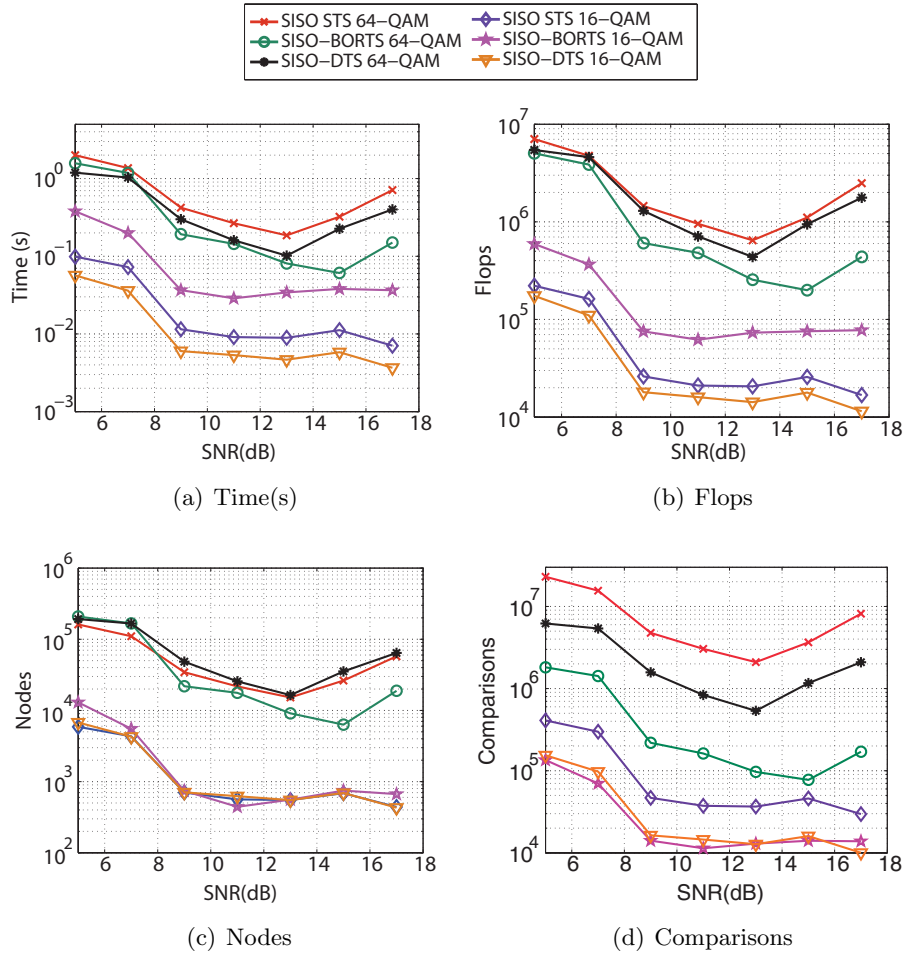 SISO STS 64-QAM
SISO-BORTS 64-QAM
SISO-DTS 64-QAM
SISO STS 16-QAM
SISO-BORTS 16-QAM
SISO-DTS 16-QAM
Time (s)
10^0
10^-1
10^-2
10^-3
6 8 10 12 14 16 18
SNR(dB)
(a) Time(s)
Flops
10^7
10^6
10^5
10^4
6 8 10 12 14 16 18
SNR(dB)
(b) Flops
Nodes
10^6
10^5
10^4
10^3
10^2
6 8 10 12 14 16 18
SNR(dB)
(c) Nodes
Comparisons
10^7
10^6
10^5
10^4
6 8 10 12 14 16 18
SNR(dB)
(d) Comparisons